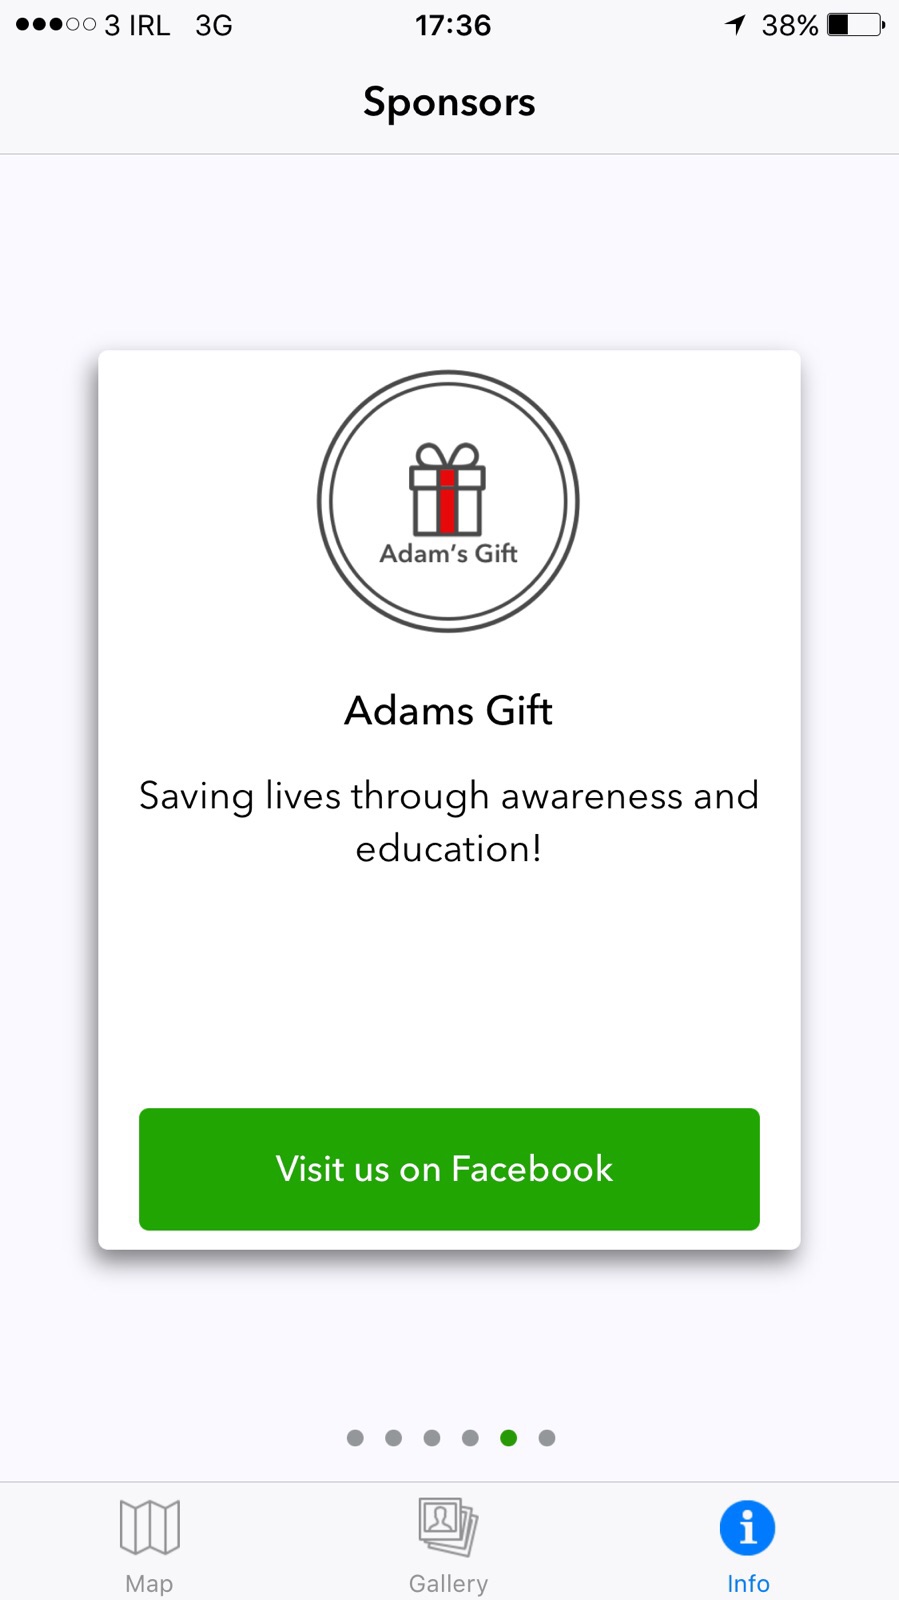 3 IRL 3G 17:36 38%
Sponsors
Adam's Gift
Adams Gift
Saving lives through awareness and
education!
Visit us on Facebook
Map Gallery Info